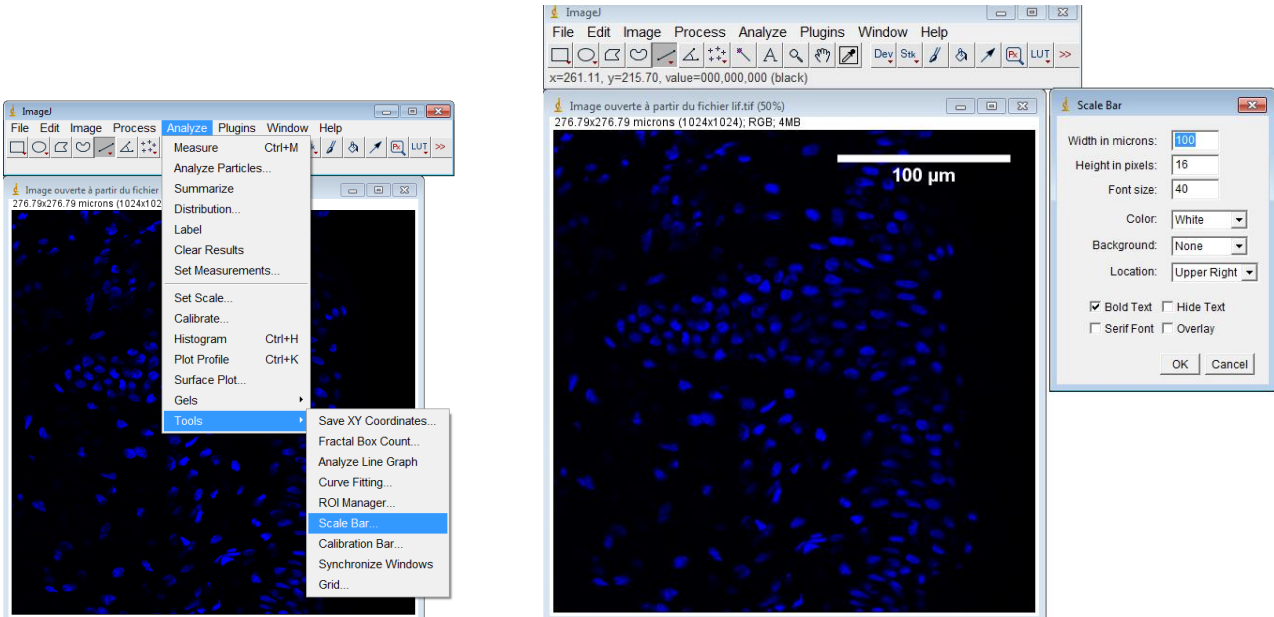 ImageJ
File Edit Image Process Analyze Plugins Window Help
LUT >>
Image ouverte à partir du fichier
276.79x276.79 microns (1024x102
Measure Ctrl+M
Analyze Particles...
Summarize
Distribution...
Label
Clear Results
Set Measurements...
Set Scale...
Calibrate...
Histogram Ctrl+H
Plot Profile Ctrl+K
Surface Plot...
Gels
Tools
Save XY Coordinates...
Fractal Box Count...
Analyze Line Graph
Curve Fitting...
ROI Manager...
Scale Bar...
Calibration Bar...
Synchronize Windows
Grid...
ImageJ
File Edit Image Process Analyze Plugins Window Help
A Dev Stk Px LUT >>
x=261.11, y=215.70, value=000,000,000 (black)
Image ouverte à partir du fichier lif.tif (50%)
276.79x276.79 microns (1024x1024); RGB; 4MB
100 µm
Scale Bar
Width in microns: 100
Height in pixels: 16
Font size: 40
Color: White
Background: None
Location: Upper Right
Bold Text Hide Text
Serif Font Overlay
OK Cancel